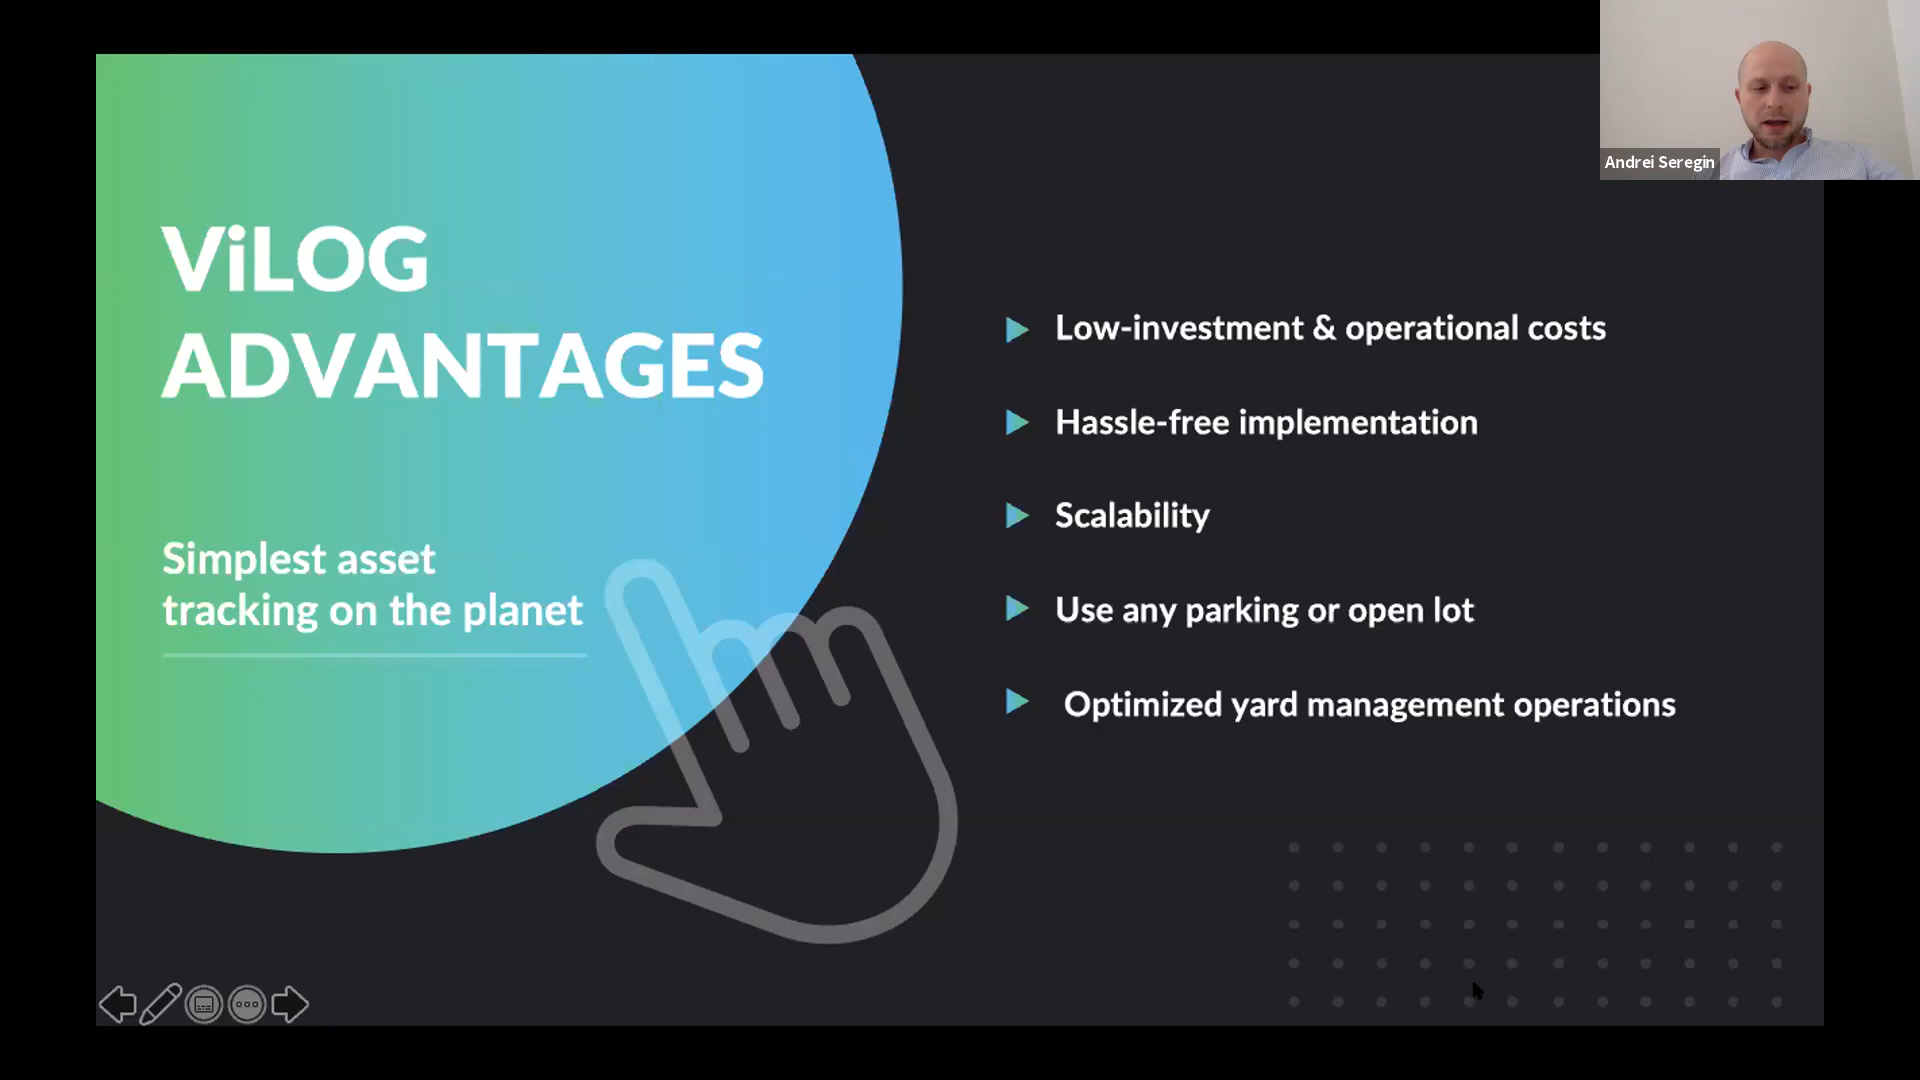 ViLOG
ADVANTAGES
Simplest asset
tracking on the planet
Low-investment & operational costs
Hassle-free implementation
Scalability
Use any parking or open lot
Optimized yard management operations
Andrei Seregin